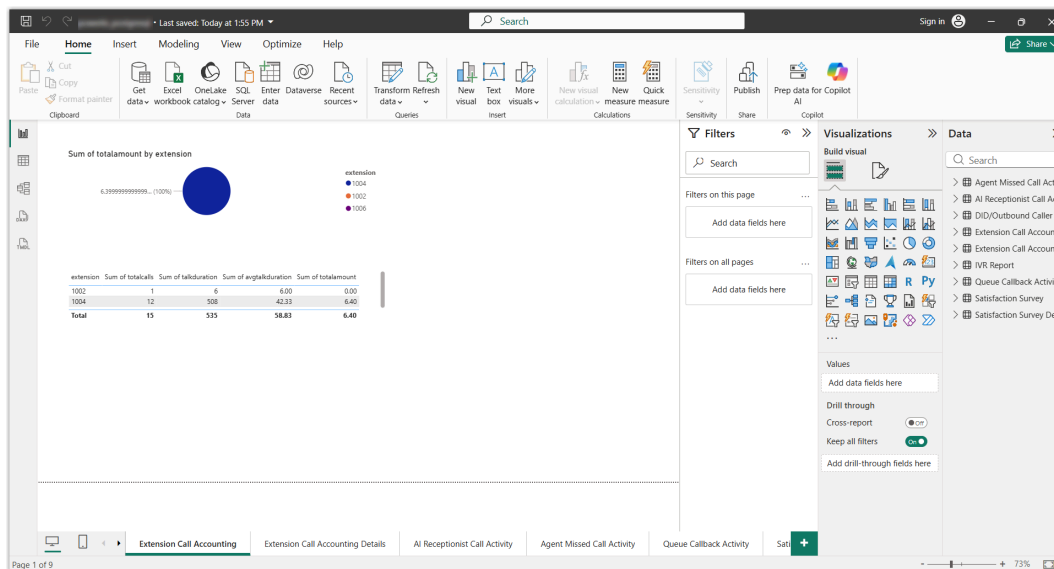 • Last saved: Today at 1:55 PM
Search
Sign in
File Home Insert Modeling View Optimize Help
Share
Paste
Cut
Copy
Format painter
Get data
Excel workbook
OneLake catalog
SQL Server
Enter data
Dataverse
Recent sources
Transform data
Refresh
New visual
Text box
More visuals
New visual calculation
New measure
Quick measure
Sensitivity
Publish
Prep data for AI
Copilot
Clipboard Data Queries Insert Calculations Sensitivity Share Copilot
DAX
TMDL
Sum of totalamount by extension
6.3999999999999... (100%)
extension
1004
1002
1006
extension Sum of totalcalls Sum of talkduration Sum of avgtalkduration Sum of totalamount
1002 1 6 6.00 0.00
1004 12 508 42.33 6.40
Total 15 535 58.83 6.40
Filters
Search
Filters on this page ...
Add data fields here
Filters on all pages ...
Add data fields here
Visualizations
Build visual
R Py
...
Values
Add data fields here
Drill through
Cross-report Off
Keep all filters On
Add drill-through fields here
Data
Search
Agent Missed Call Act
AI Receptionist Call Ac
DID/Outbound Caller
Extension Call Accoun
Extension Call Accoun
IVR Report
Queue Callback Activi
Satisfaction Survey
Satisfaction Survey De
Extension Call Accounting Extension Call Accounting Details AI Receptionist Call Activity Agent Missed Call Activity Queue Callback Activity Sati
Page 1 of 9
- + 73%